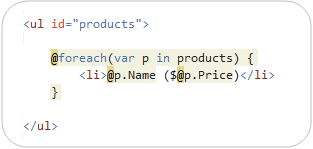 <ul id="products">
@foreach(var p in products) {
<li>@p.Name ($@p.Price)</li>
}
</ul>